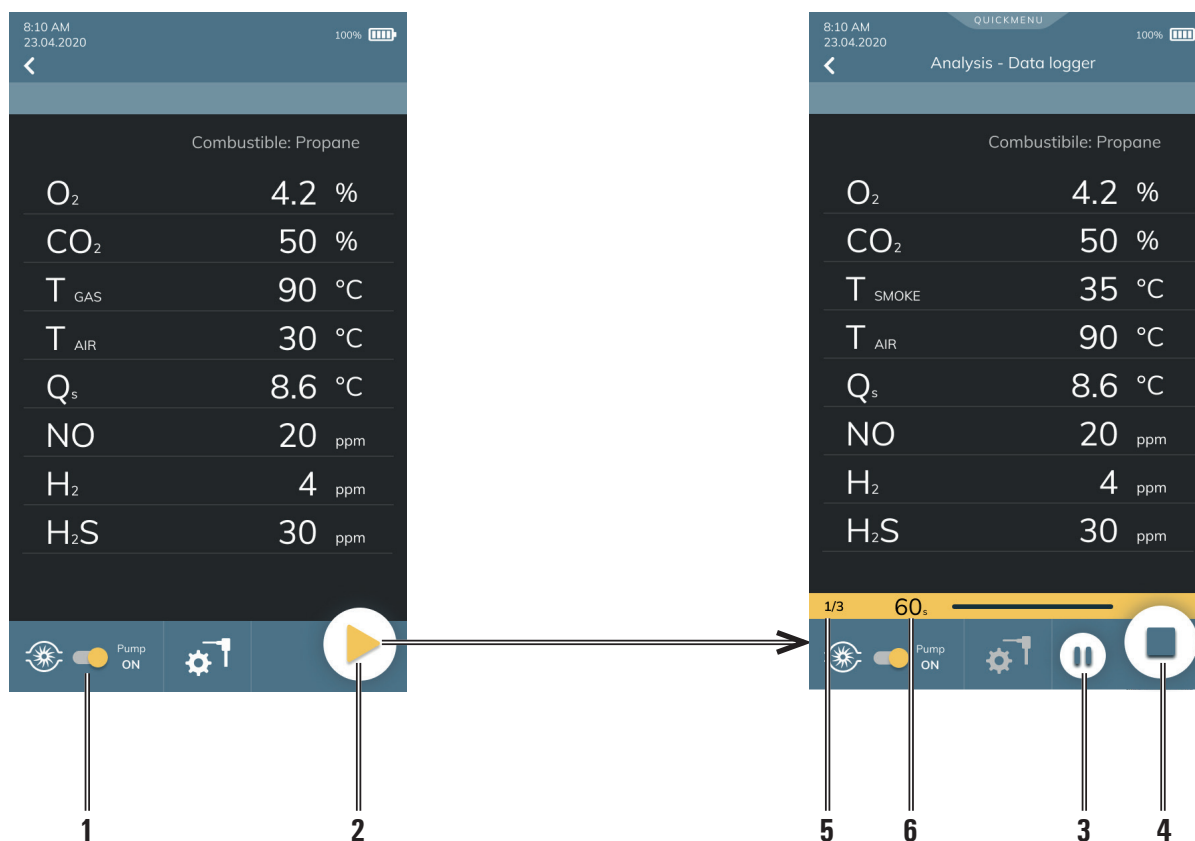 8:10 AM
23.04.2020
100%
Combustible: Propane
O₂ 4.2 %
CO₂ 50 %
T GAS 90 °C
T AIR 30 °C
Qs 8.6 °C
NO 20 ppm
H₂ 4 ppm
H₂S 30 ppm
Pump
ON
1
2
QUICKMENU
8:10 AM
23.04.2020
100%
Analysis - Data logger
Combustibile: Propane
O₂ 4.2 %
CO₂ 50 %
T SMOKE 35 °C
T AIR 90 °C
Qs 8.6 °C
NO 20 ppm
H₂ 4 ppm
H₂S 30 ppm
1/3 60s
Pump
ON
5
6
3
4